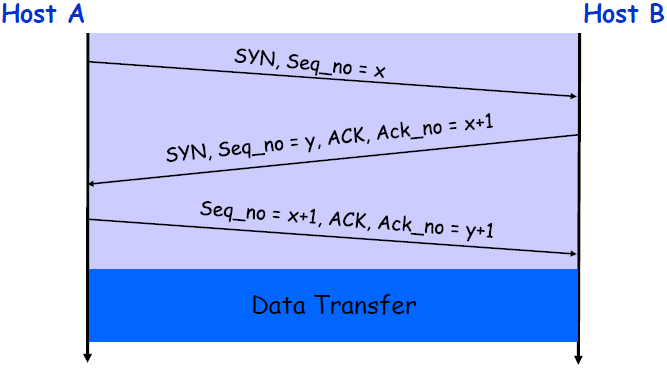 Host A
Host B
SYN, Seq_no = x
SYN, Seq_no = y, ACK, Ack_no = x+1
Seq_no = x+1, ACK, Ack_no = y+1
Data Transfer